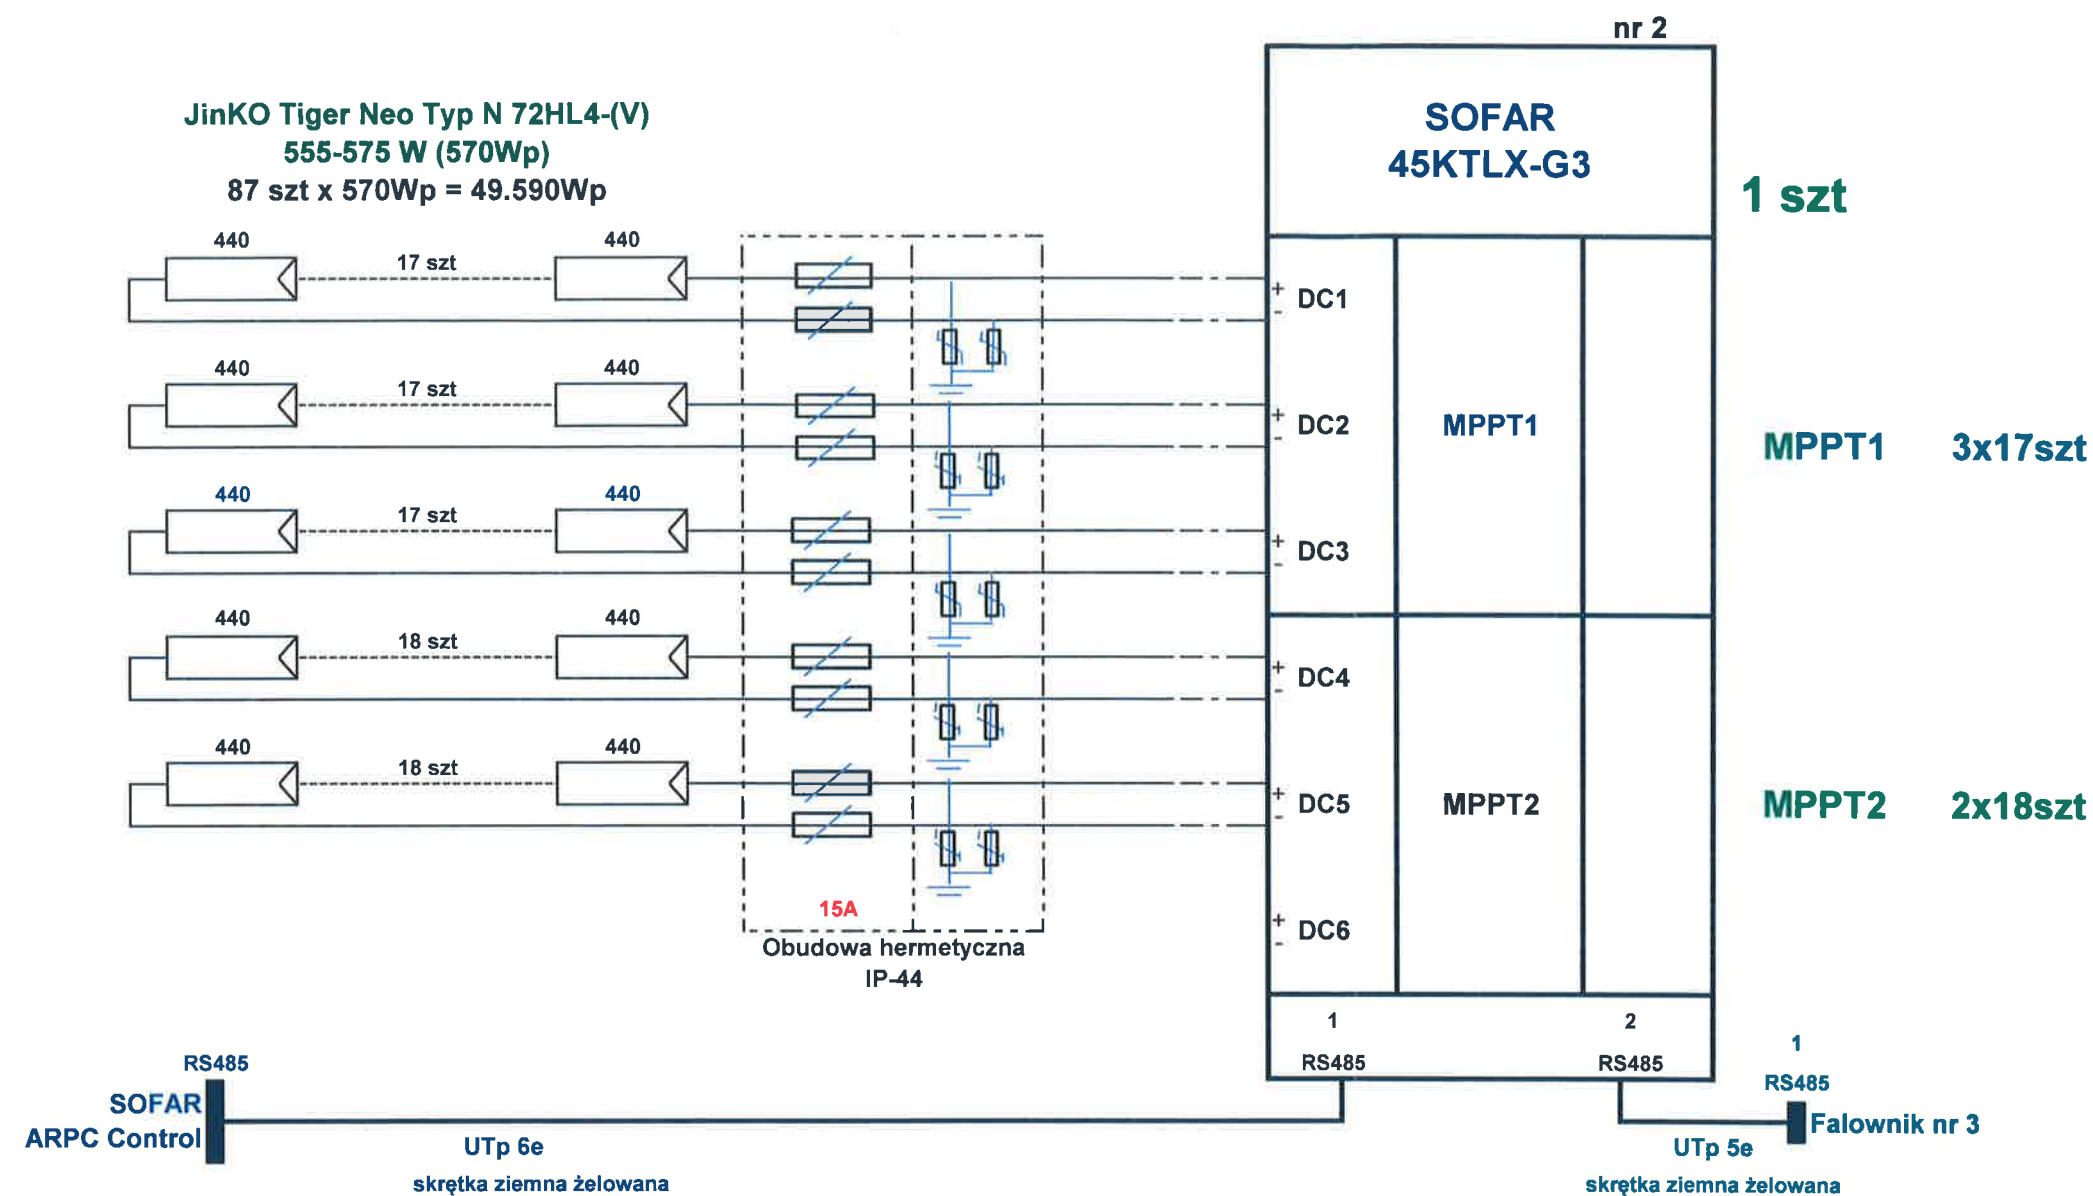 nr 2
SOFAR
45KTLX-G3
1 szt
JinKO Tiger Neo Typ N 72HL4-(V)
555-575 W (570Wp)
87 szt x 570Wp = 49.590Wp
440 17 szt 440
+
- DC1
440 17 szt 440
+
- DC2
MPPT1
MPPT1 3x17szt
440 17 szt 440
+
- DC3
440 18 szt 440
+
- DC4
440 18 szt 440
+
- DC5
MPPT2
MPPT2 2x18szt
15A
+
- DC6
Obudowa hermetyczna
IP-44
1 2
RS485 RS485
RS485
SOFAR
ARPC Control
UTp 6e
skrętka ziemna żelowana
1
RS485
Falownik nr 3
UTp 5e
skrętka ziemna żelowana